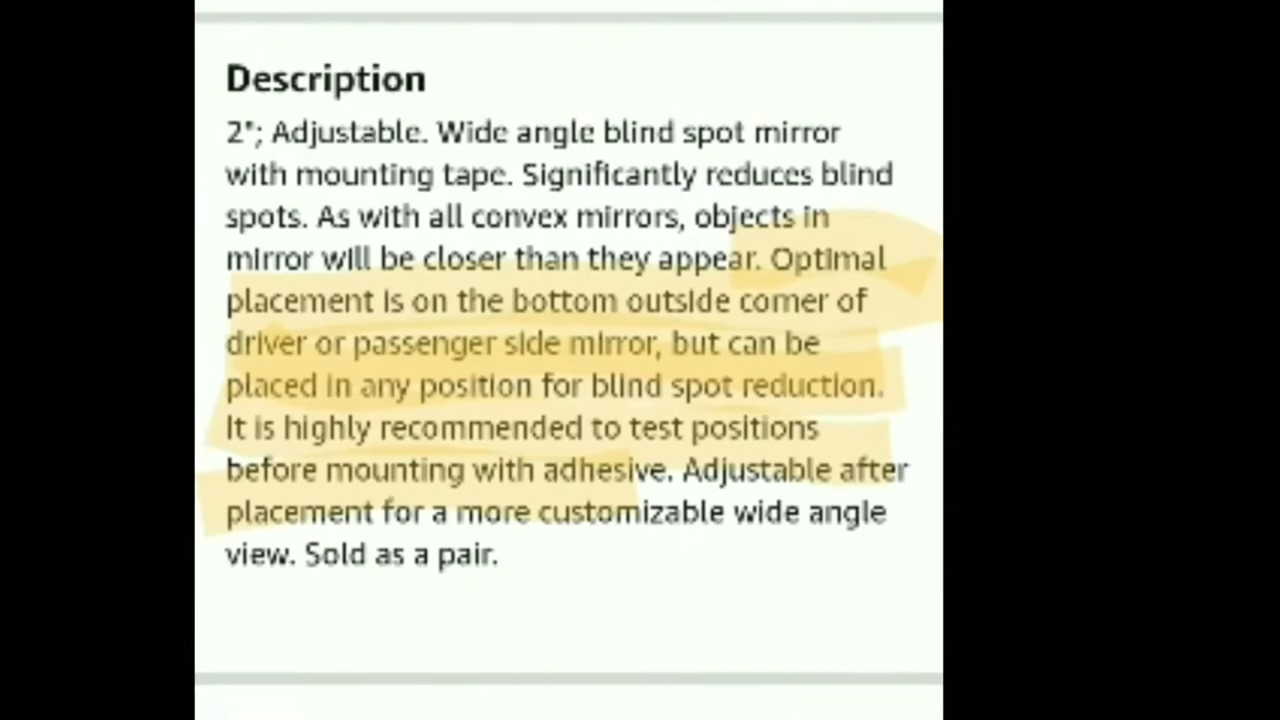 Description
2"; Adjustable. Wide angle blind spot mirror
with mounting tape. Significantly reduces blind
spots. As with all convex mirrors, objects in
mirror will be closer than they appear. Optimal
placement is on the bottom outside corner of
driver or passenger side mirror, but can be
placed in any position for blind spot reduction.
It is highly recommended to test positions
before mounting with adhesive. Adjustable after
placement for a more customizable wide angle
view. Sold as a pair.